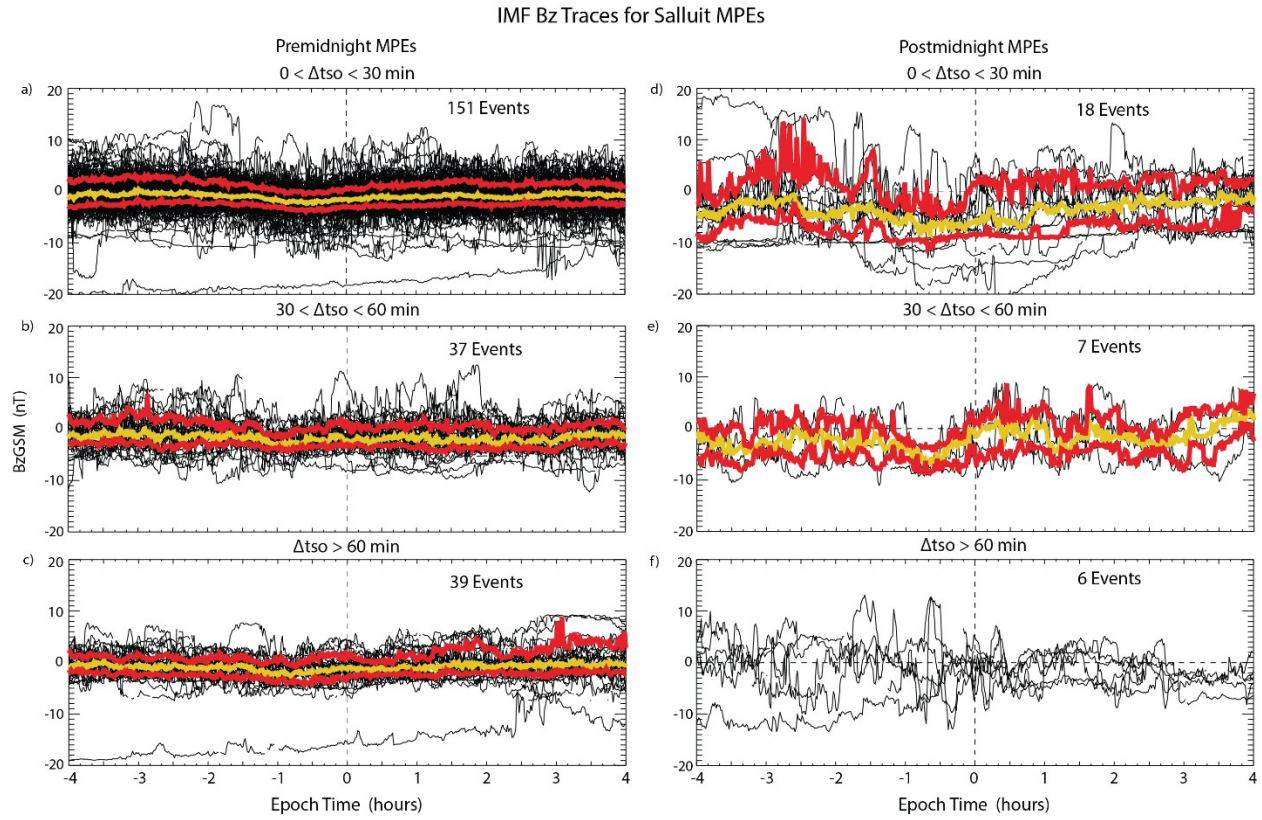 IMF Bz Traces for Salluit MPEs
Premidnight MPEs
0 < Δtso < 30 min
a)
151 Events
20
10
0
-10
-20
30 < Δtso < 60 min
b)
37 Events
20
10
0
-10
-20
BzGSM (nT)
Δtso > 60 min
c)
39 Events
20
10
0
-10
-20
-4 -3 -2 -1 0 1 2 3 4
Epoch Time (hours)
Postmidnight MPEs
0 < Δtso < 30 min
d)
18 Events
20
10
0
-10
-20
30 < Δtso < 60 min
e)
7 Events
20
10
0
-10
-20
Δtso > 60 min
f)
6 Events
20
10
0
-10
-20
-4 -3 -2 -1 0 1 2 3 4
Epoch Time (hours)